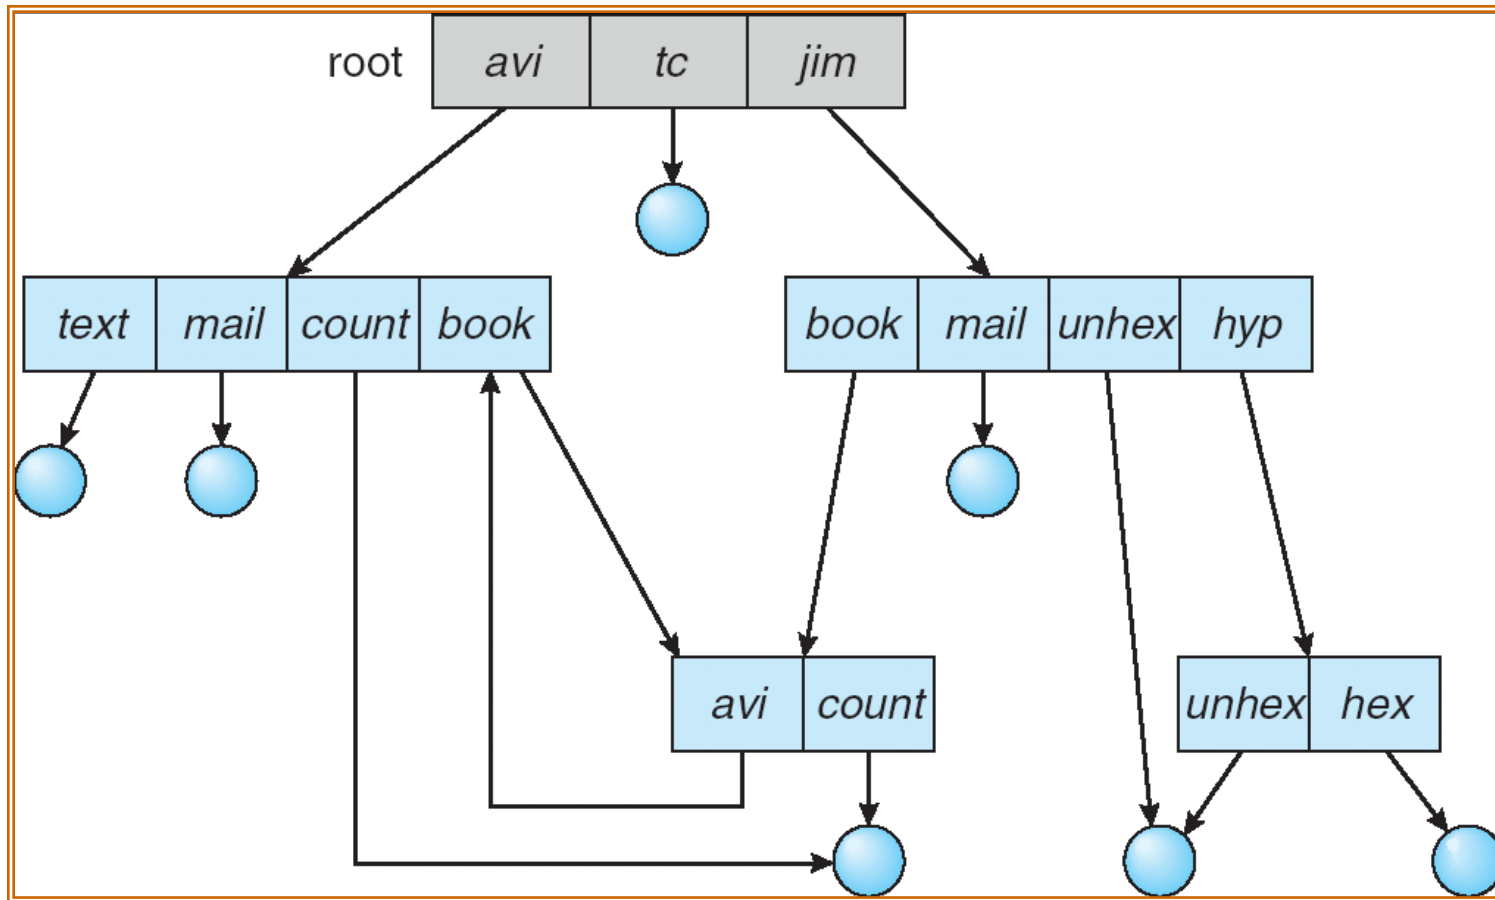 root avi tc jim
text mail count book
book mail unhex hyp
avi count
unhex hex